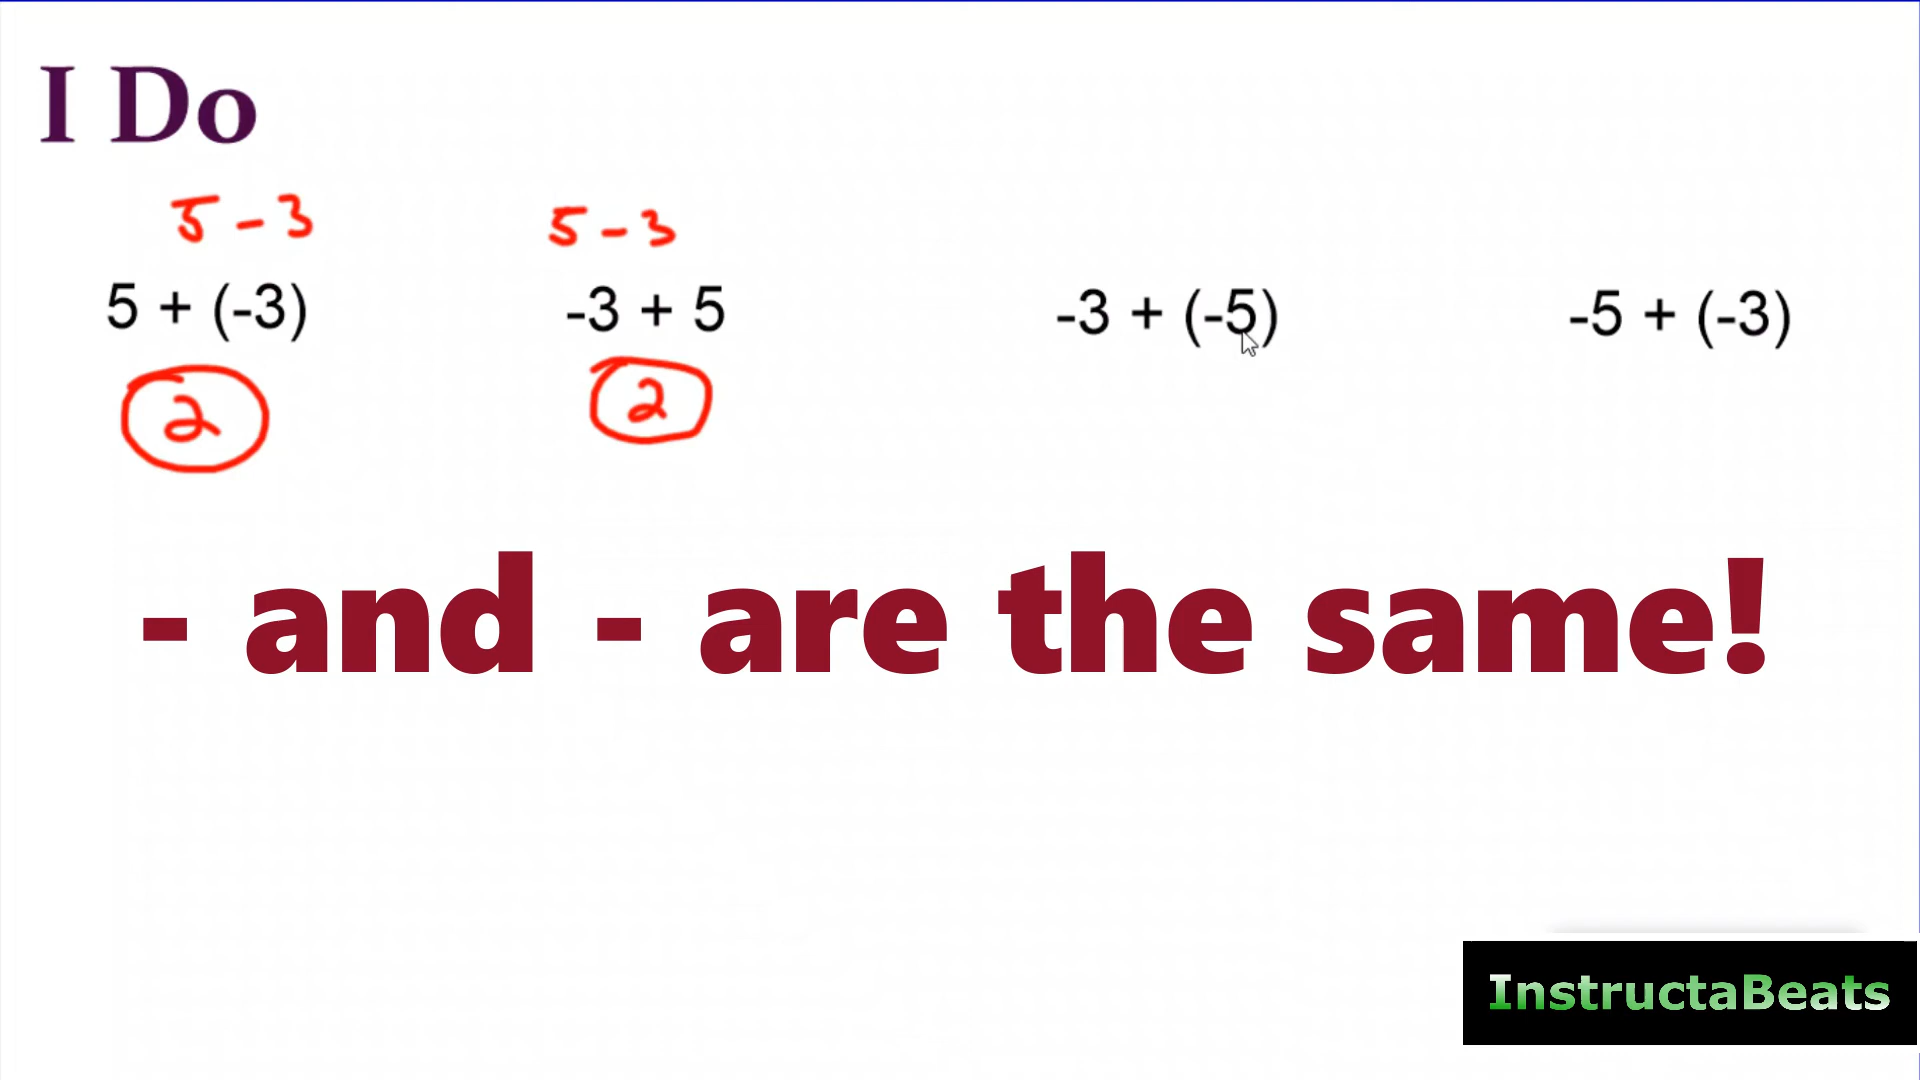 I Do
5 - 3 5 - 3
5 + (-3) -3 + 5 -3 + (-5) -5 + (-3)
2 2
- and - are the same!
InstructaBeats